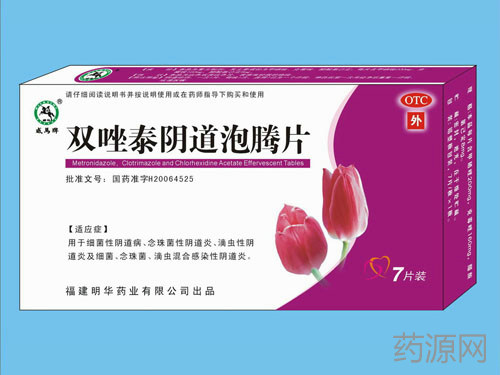 请仔细阅读说明书并按说明使用或在药师指导下购买和使用
威马牌
OTC
外
双唑泰阴道泡腾片
Metronidazole, Clotrimazole and Chlorhexidine Acetate Effervescent Tables
批准文号：国药准字H20064525
【适应症】
用于细菌性阴道病、念珠菌性阴道炎、滴虫性阴
道炎及细菌、念珠菌、滴虫混合感染性阴道炎。
7片装
福建明华药业有限公司出品
药源网